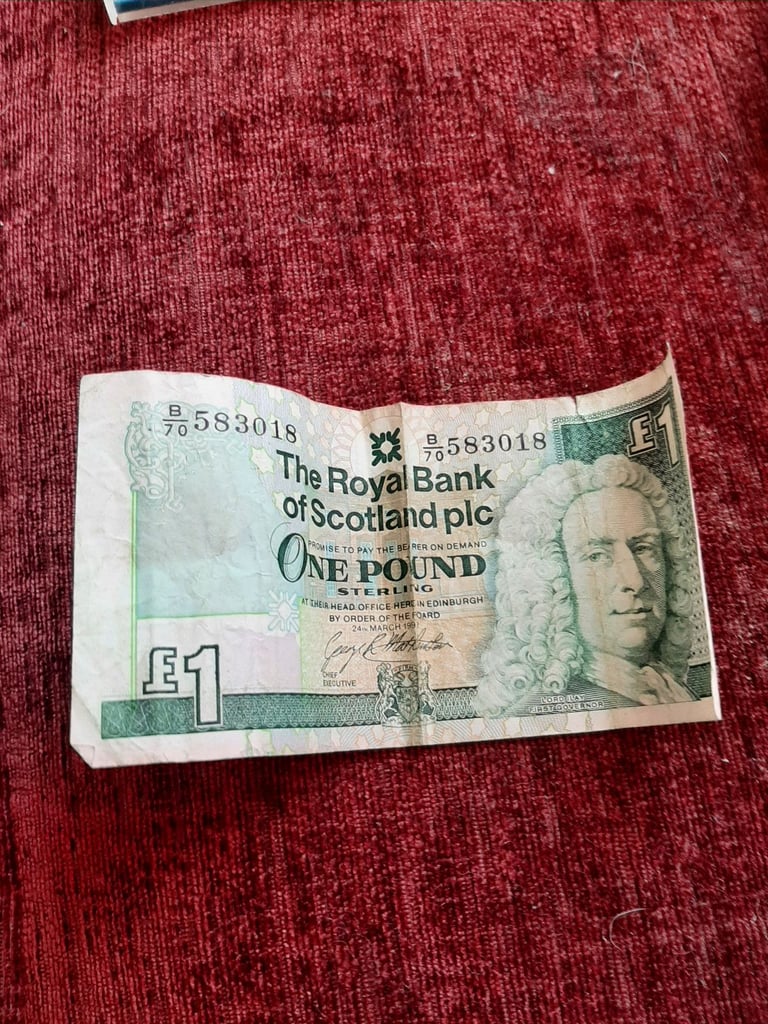 B/70 583018
B/70 583018
£1
The Royal Bank
of Scotland plc
PROMISE TO PAY THE BEARER ON DEMAND
ONE POUND
STERLING
AT THEIR HEAD OFFICE HERE IN EDINBURGH
BY ORDER OF THE BOARD
24TH MARCH
CHIEF
EXECUTIVE
£1
LORD ILAY
FIRST GOVERNOR